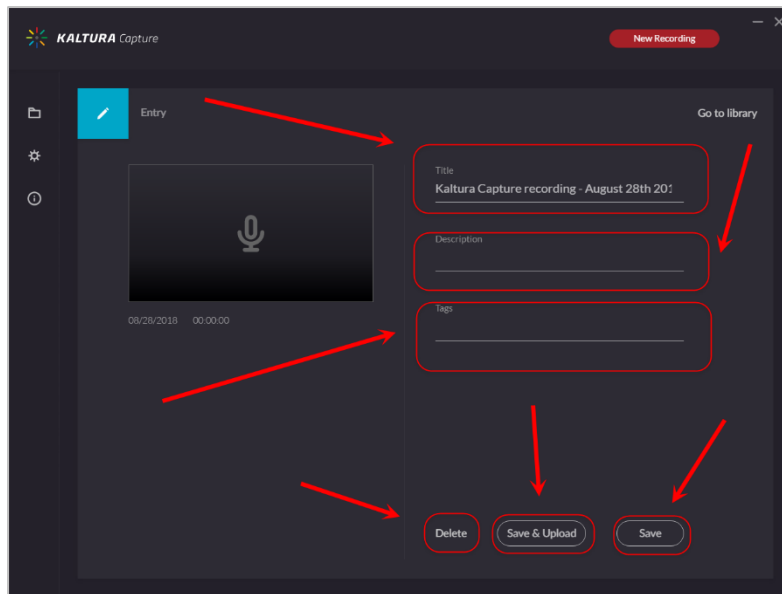 KALTURA Capture
New Recording
Entry
Go to library
Title
Kaltura Capture recording - August 28th 201
Description
08/28/2018 00:00:00
Tags
Delete
Save & Upload
Save